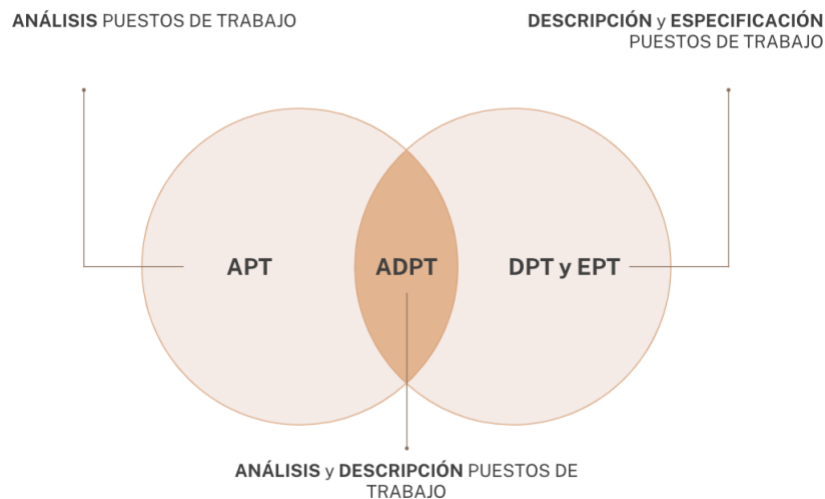 ANÁLISIS PUESTOS DE TRABAJO
DESCRIPCIÓN y ESPECIFICACIÓN
PUESTOS DE TRABAJO
APT
ADPT
DPT y EPT
ANÁLISIS y DESCRIPCIÓN PUESTOS DE
TRABAJO